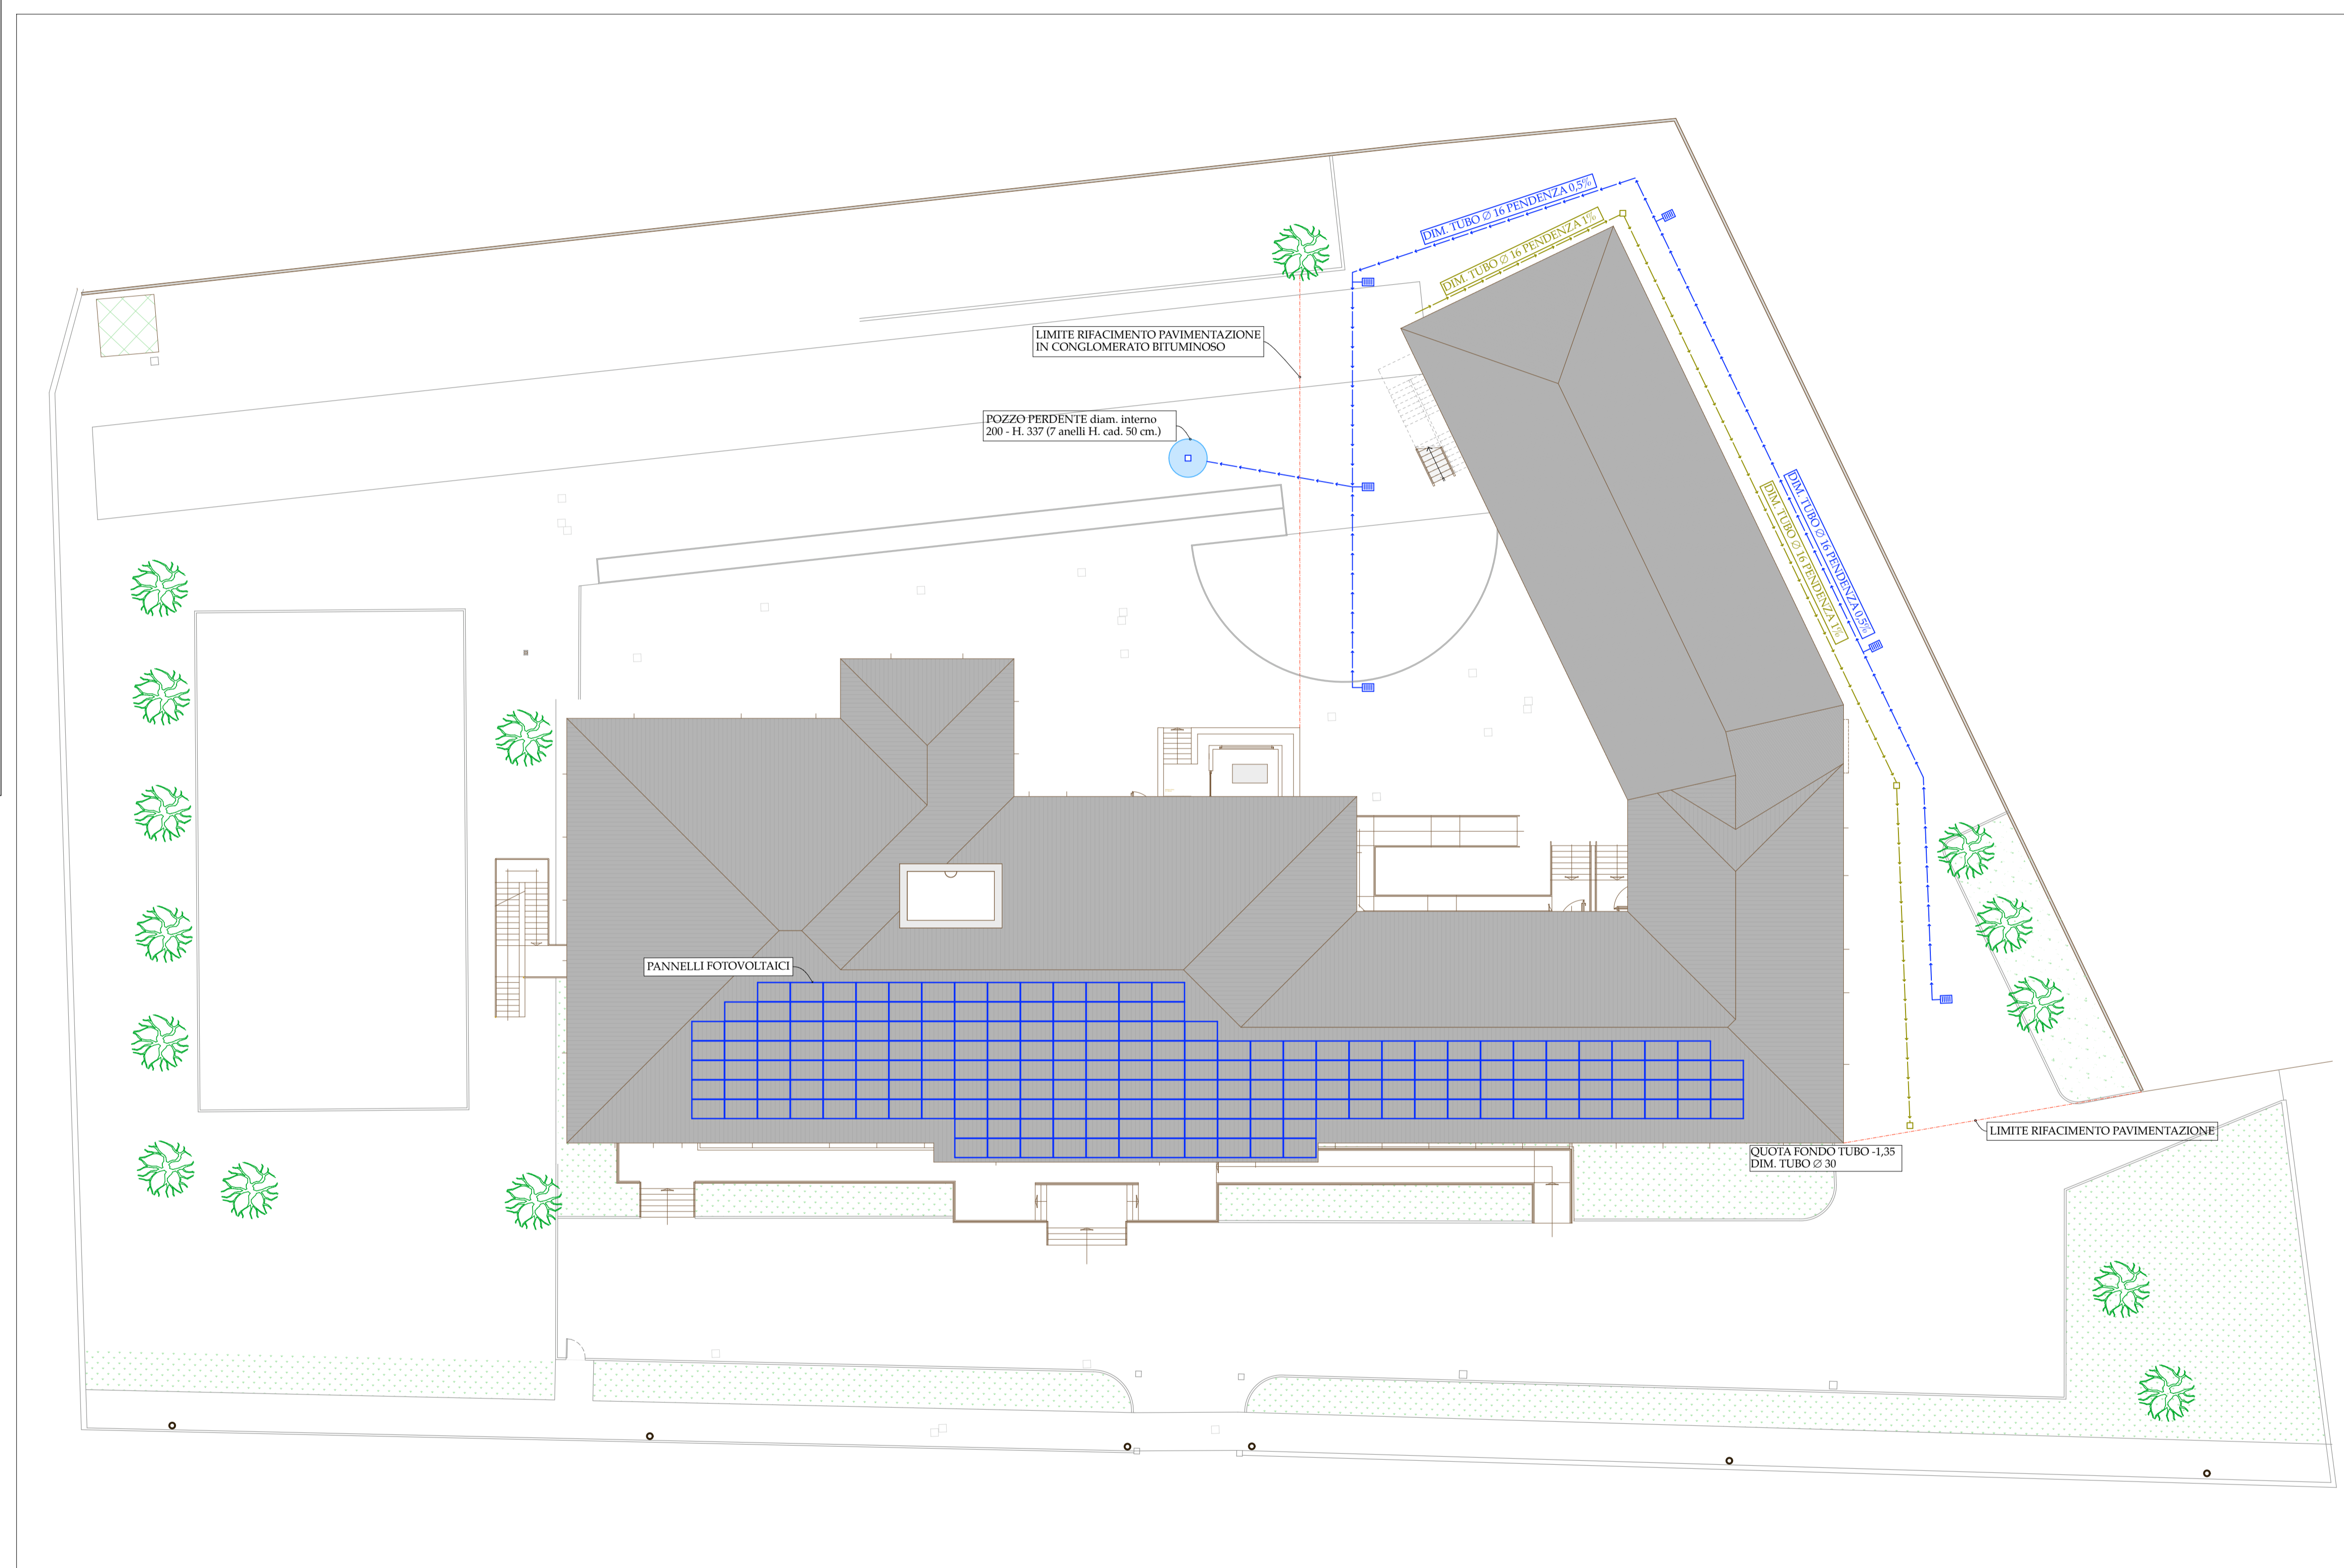 DIM. TUBO ∅ 16 PENDENZA 0,5%
DIM. TUBO ∅ 16 PENDENZA 1%
LIMITE RIFACIMENTO PAVIMENTAZIONE
IN CONGLOMERATO BITUMINOSO
POZZO PERDENTE diam. interno
200 - H. 337 (7 anelli H. cad. 50 cm.)
DIM. TUBO ∅ 16 PENDENZA 0,5%
DIM. TUBO ∅ 16 PENDENZA 1%
PANNELLI FOTOVOLTAICI
LIMITE RIFACIMENTO PAVIMENTAZIONE
QUOTA FONDO TUBO -1,35
DIM. TUBO ∅ 30